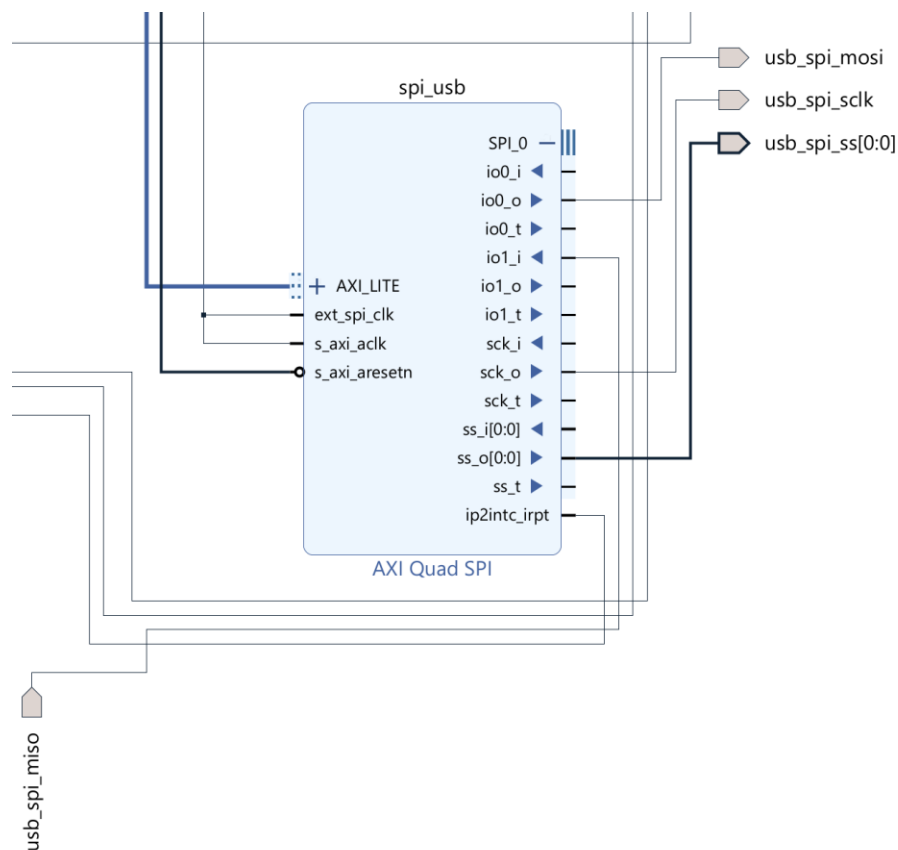 usb_spi_mosi
usb_spi_sclk
usb_spi_ss[0:0]
spi_usb
SPI_0
io0_i
io0_o
io0_t
io1_i
io1_o
io1_t
sck_i
sck_o
sck_t
ss_i[0:0]
ss_o[0:0]
ss_t
ip2intc_irpt
AXI_LITE
ext_spi_clk
s_axi_aclk
s_axi_aresetn
AXI Quad SPI
usb_spi_miso